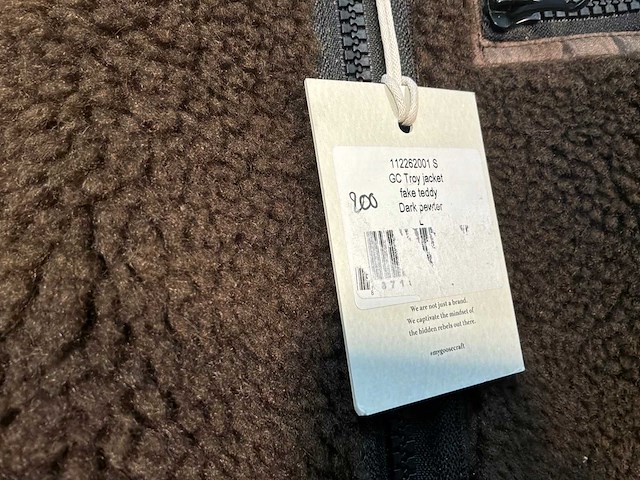 112262001 S
GC Troy jacket
fake teddy
Dark pewter
L
200
We are not just a brand.
We captivate the mindset of
the hidden rebels out there.
#mygoosecraft